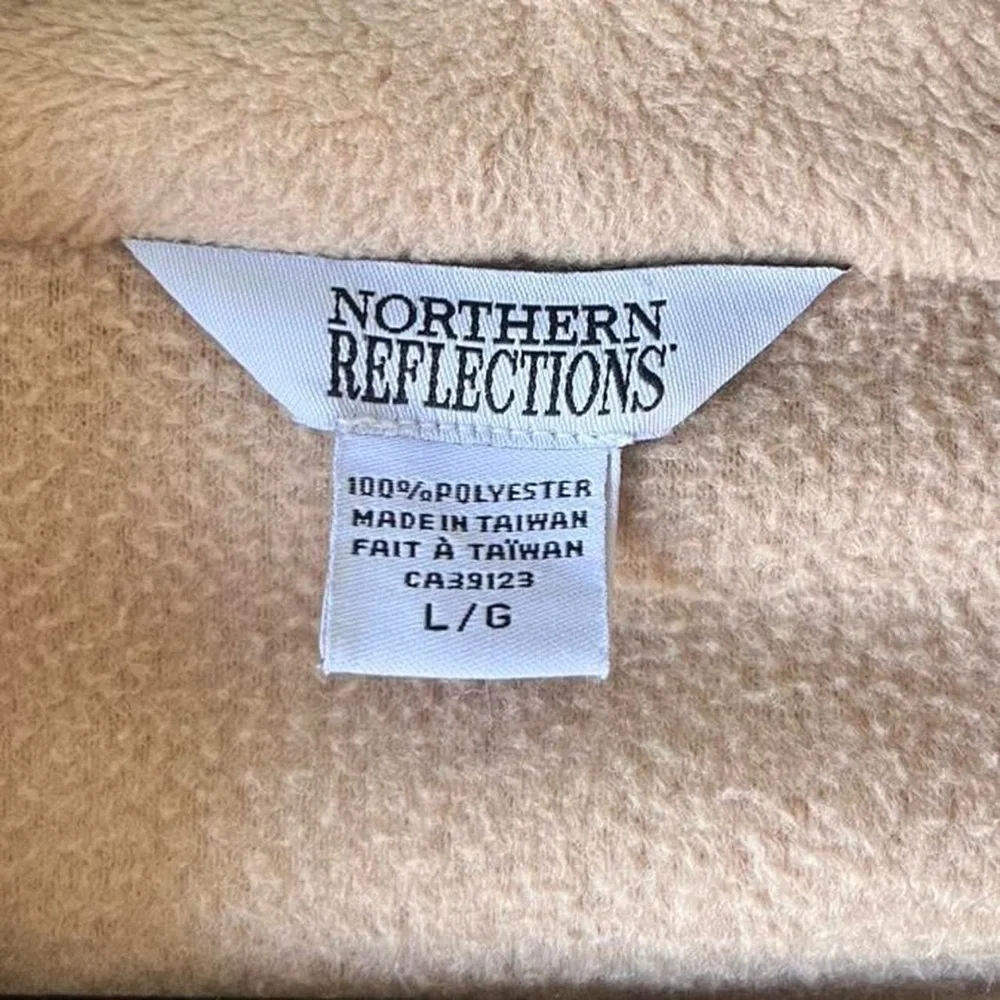 NORTHERN
REFLECTIONS
100%POLYESTER
MADE IN TAIWAN
FAIT À TAÏWAN
CA39123
L/G